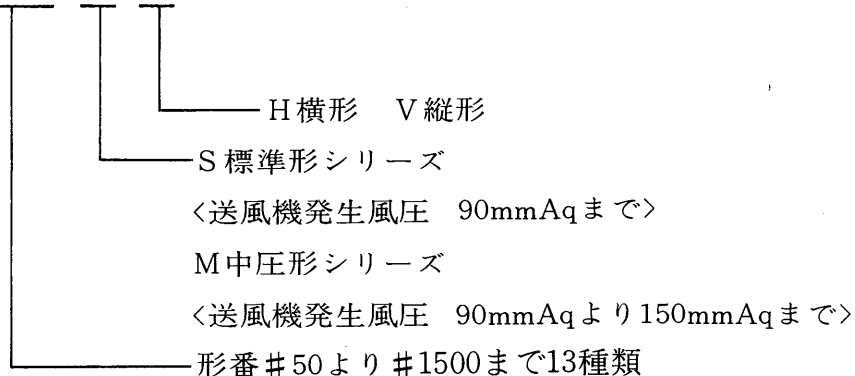 H横形 V縦形
S標準形シリーズ
<送風機発生風圧 90mmAqまで>
M中圧形シリーズ
<送風機発生風圧 90mmAqより150mmAqまで>
形番#50より#1500まで13種類